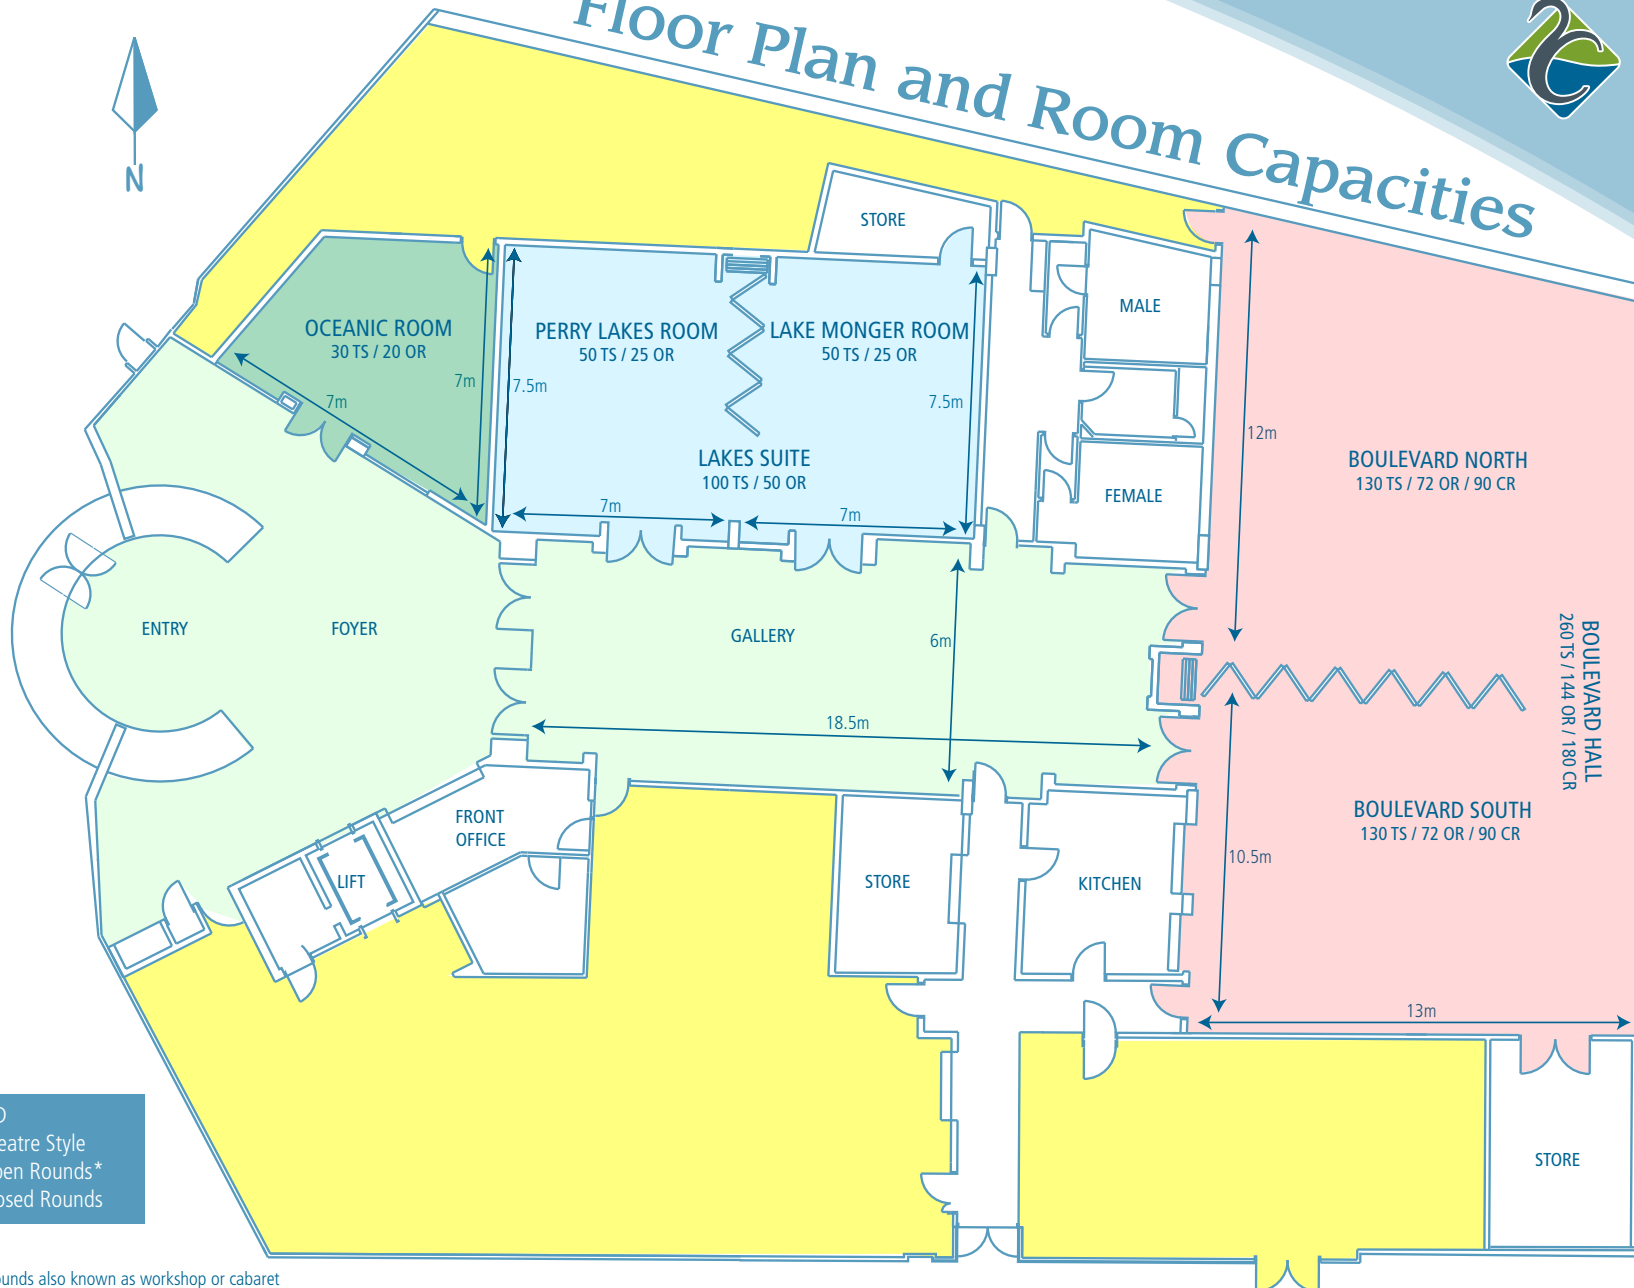 Floor Plan and Room Capacities
N
STORE
MALE
OCEANIC ROOM
30 TS / 20 OR
7m
7m
PERRY LAKES ROOM
50 TS / 25 OR
7.5m
LAKE MONGER ROOM
50 TS / 25 OR
7.5m
LAKES SUITE
100 TS / 50 OR
7m
7m
FEMALE
12m
BOULEVARD NORTH
130 TS / 72 OR / 90 CR
ENTRY
FOYER
GALLERY
6m
18.5m
BOULEVARD HALL
260 TS / 144 OR / 180 CR
BOULEVARD SOUTH
130 TS / 72 OR / 90 CR
10.5m
13m
FRONT
OFFICE
LIFT
STORE
KITCHEN
STORE
Style
Rounds*
Rounds
also known as workshop or cabaret